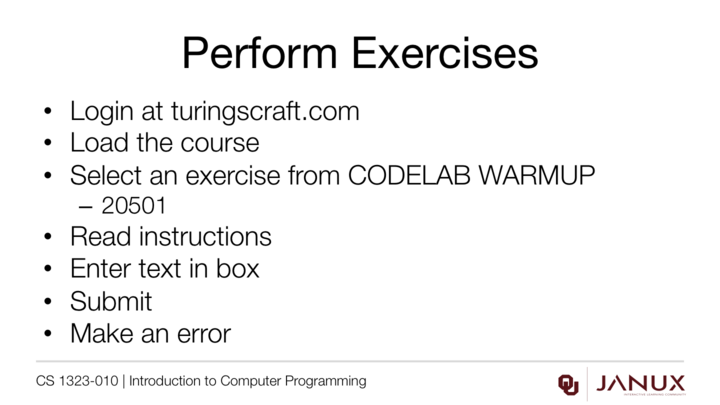 Perform Exercises
• Login at turingscraft.com
• Load the course
• Select an exercise from CODELAB WARMUP
– 20501
• Read instructions
• Enter text in box
• Submit
• Make an error
CS 1323-010 | Introduction to Computer Programming
JANUX
INTERACTIVE LEARNING COMMUNITY